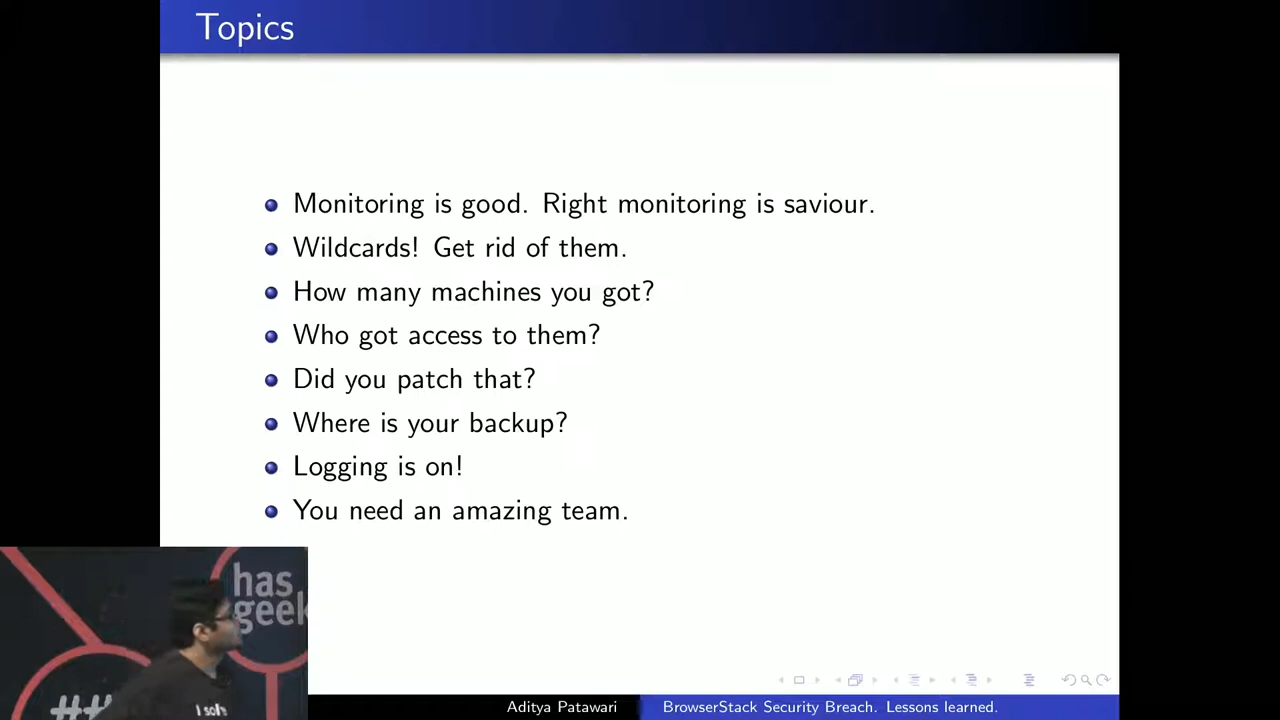 Topics
Monitoring is good. Right monitoring is saviour.
Wildcards! Get rid of them.
How many machines you got?
Who got access to them?
Did you patch that?
Where is your backup?
Logging is on!
You need an amazing team.
has
geek
##
I
Aditya Patawari
BrowserStack Security Breach. Lessons learned.